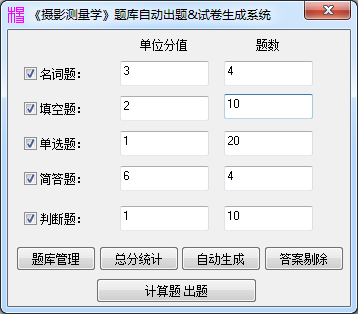 《摄影测量学》题库自动出题&试卷生成系统
单位分值 题数
名词题: 3 4
填空题: 2 10
单选题: 1 20
简答题: 6 4
判断题: 1 10
题库管理 总分统计 自动生成 答案剔除
计算题 出题